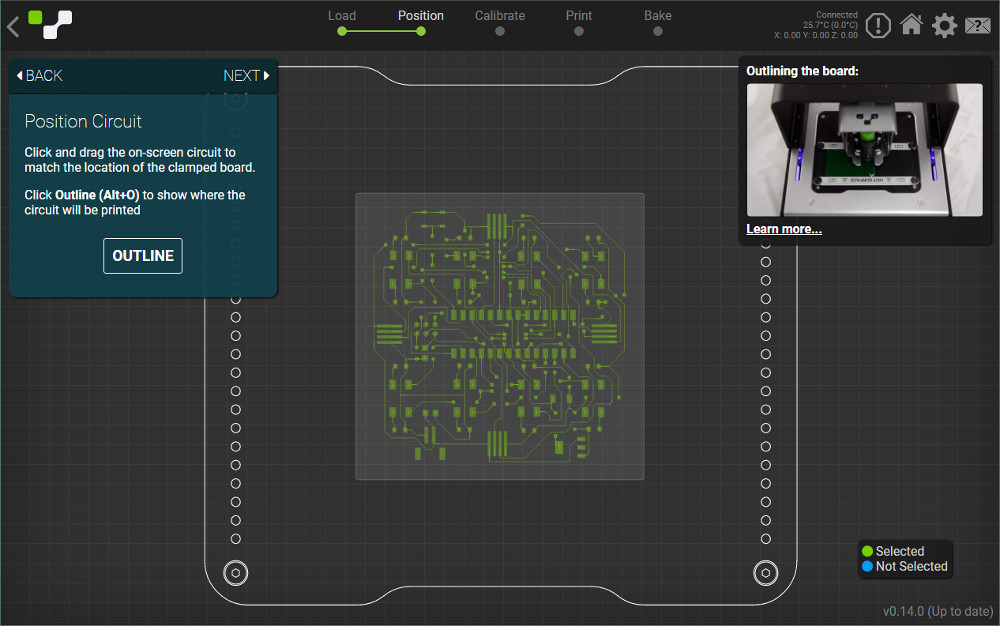 Load
Position
Calibrate
Print
Bake
Connected
25.7°C (0.0°C)
X: 0.00 Y: 0.00 Z: 0.00
BACK
NEXT
Position Circuit
Click and drag the on-screen circuit to
match the location of the clamped board.
Click Outline (Alt+O) to show where the
circuit will be printed
OUTLINE
Outlining the board:
HOT SURFACE
Learn more...
Selected
Not Selected
v0.14.0 (Up to date)